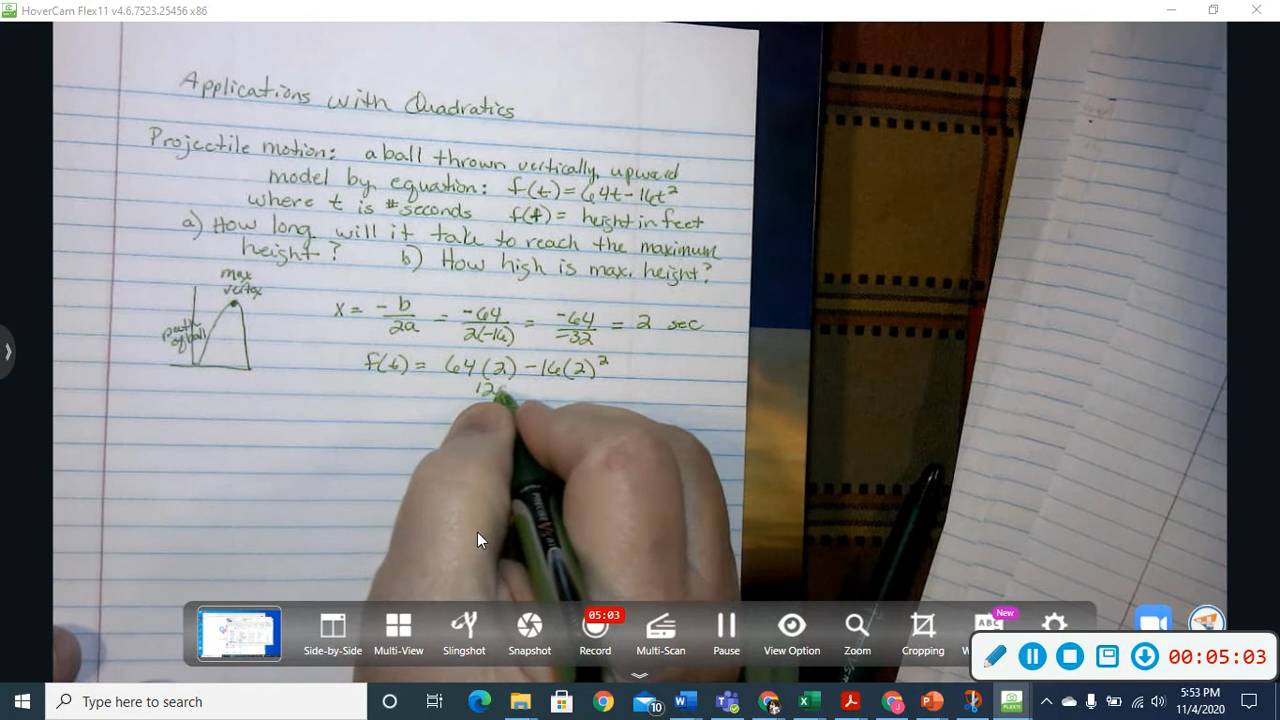 HoverCam Flex11 v4.6.7523.25456 x86
Applications with Quadratics
Projectile motion: a ball thrown vertically, upward
model by equation: f(t) = 64t - 16t²
where t is # seconds f(t) = height in feet
a) How long will it take to reach the maximum
height? b) How high is max. height?
max
vertex
path
of ball
x = - b/2a = -64/2(-16) = -64/-32 = 2 sec
f(t) = 64(2) - 16(2)²
12
Side-by-Side
Multi-View
Slingshot
Snapshot
05:03
Record
Multi-Scan
Pause
View Option
Zoom
Cropping
New
ABC
W
00:05:03
Type here to search
10
FLEX11
5:53 PM
11/4/2020